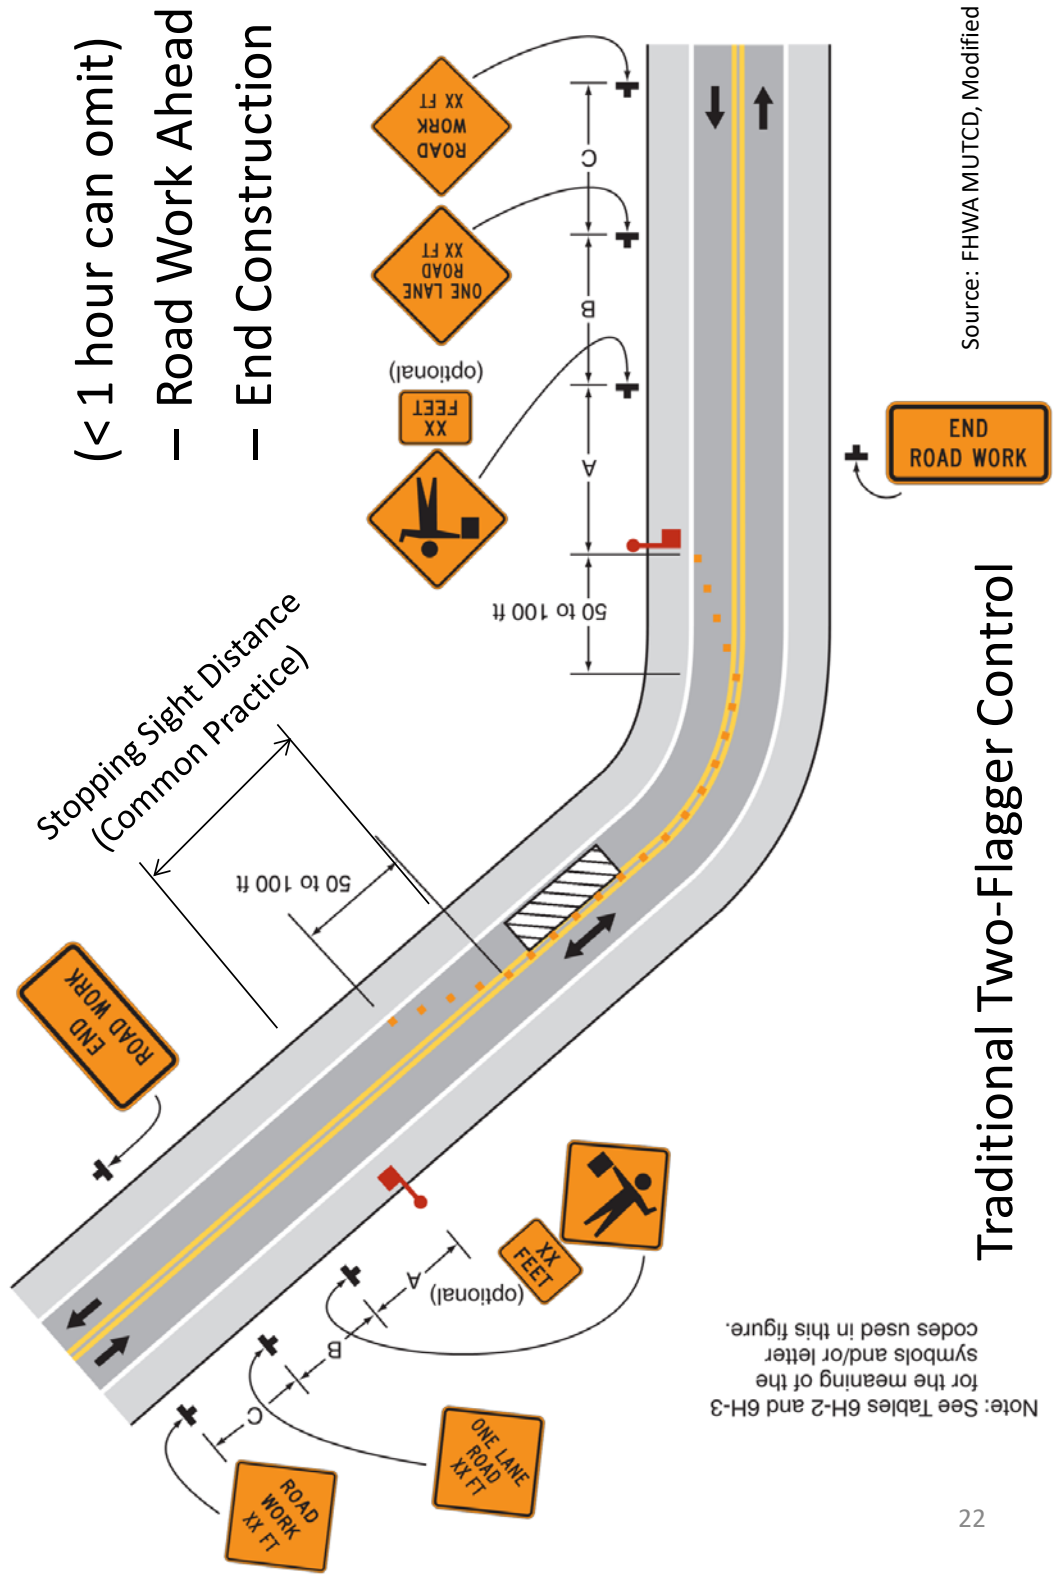 (< 1 hour can omit)
– Road Work Ahead
– End Construction
ROAD
WORK
XX FT
ONE LANE
ROAD
XX FT
(optional)
XX
FEET
C
B
A
50 to 100 ft
Stopping Sight Distance
(Common Practice)
50 to 100 ft
END
ROAD WORK
END
ROAD WORK
Source: FHWA MUTCD, Modified
A
B
C
(optional)
XX
FEET
ONE LANE
ROAD
XX FT
ROAD
WORK
XX FT
Note: See Tables 6H-2 and 6H-3
for the meaning of the
symbols and/or letter
codes used in this figure.
Traditional Two-Flagger Control
22